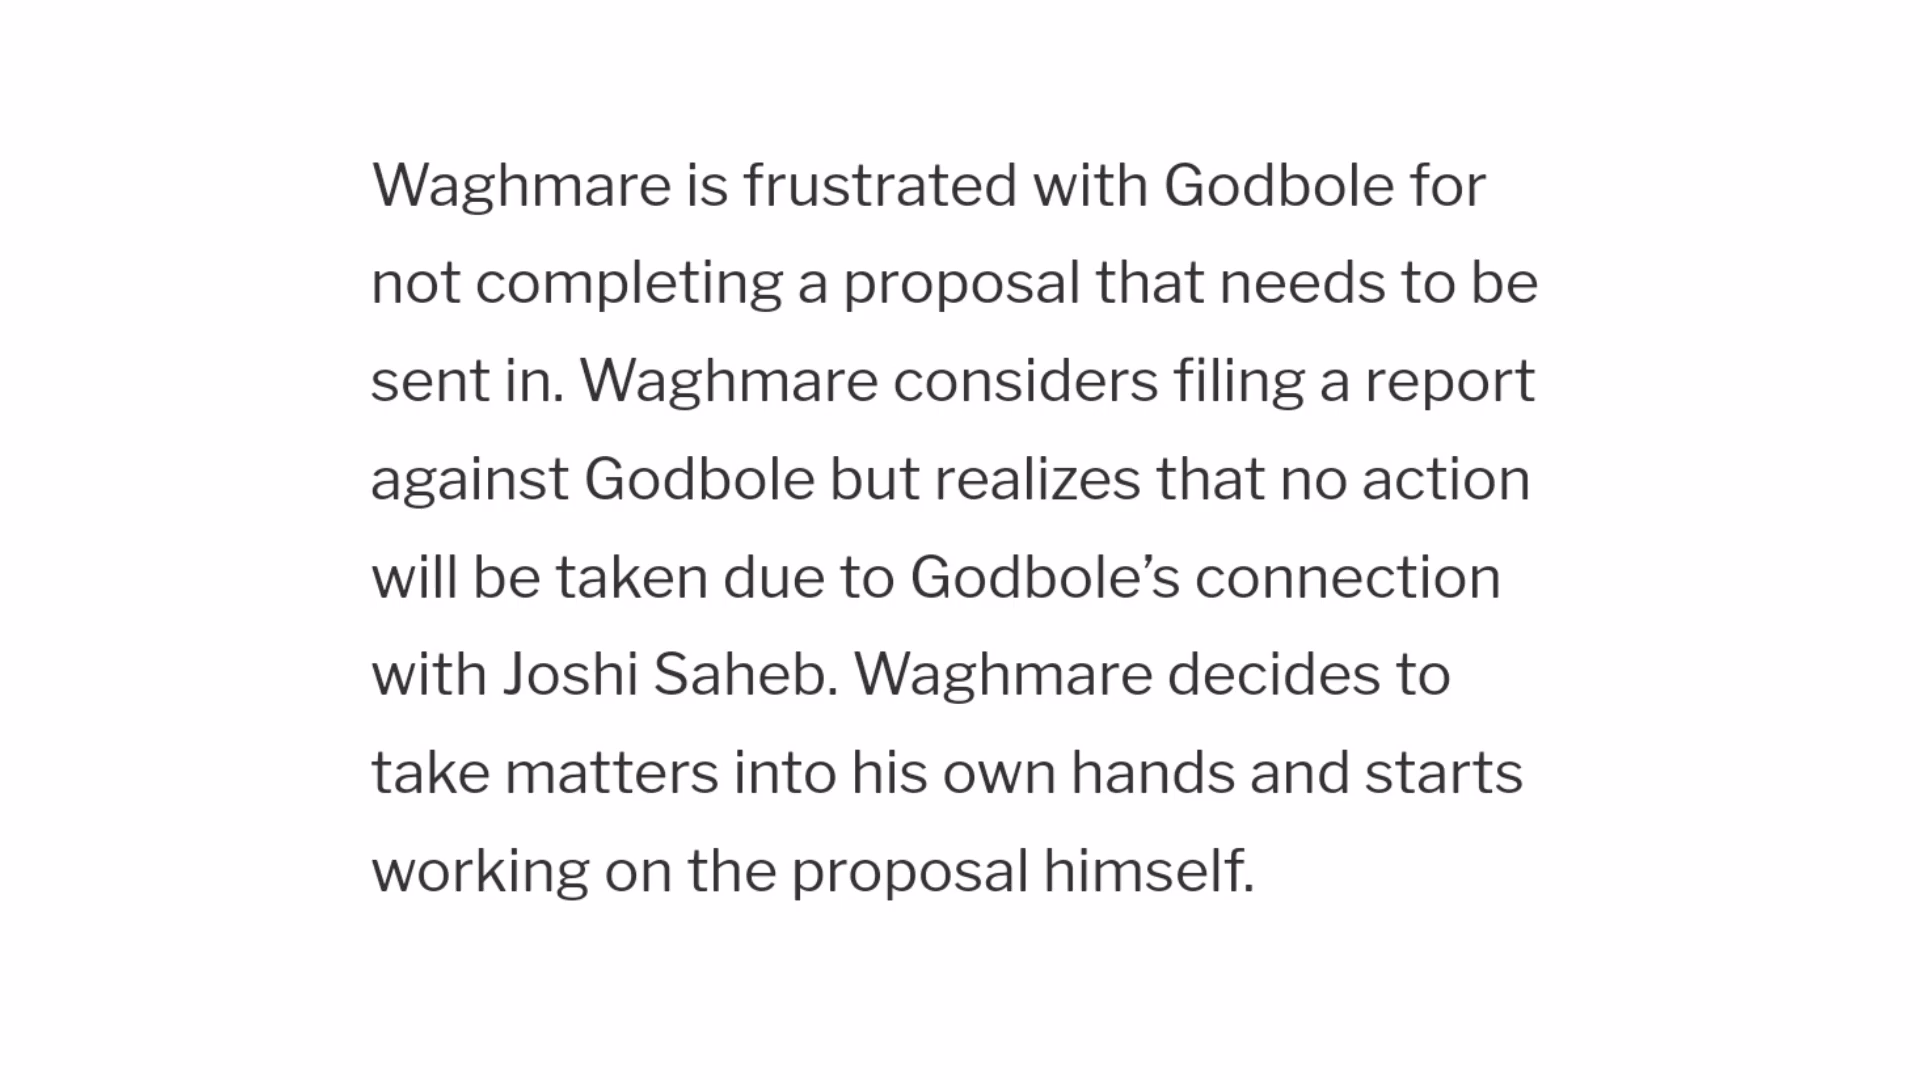 Waghmare is frustrated with Godbole for
not completing a proposal that needs to be
sent in. Waghmare considers filing a report
against Godbole but realizes that no action
will be taken due to Godbole’s connection
with Joshi Saheb. Waghmare decides to
take matters into his own hands and starts
working on the proposal himself.